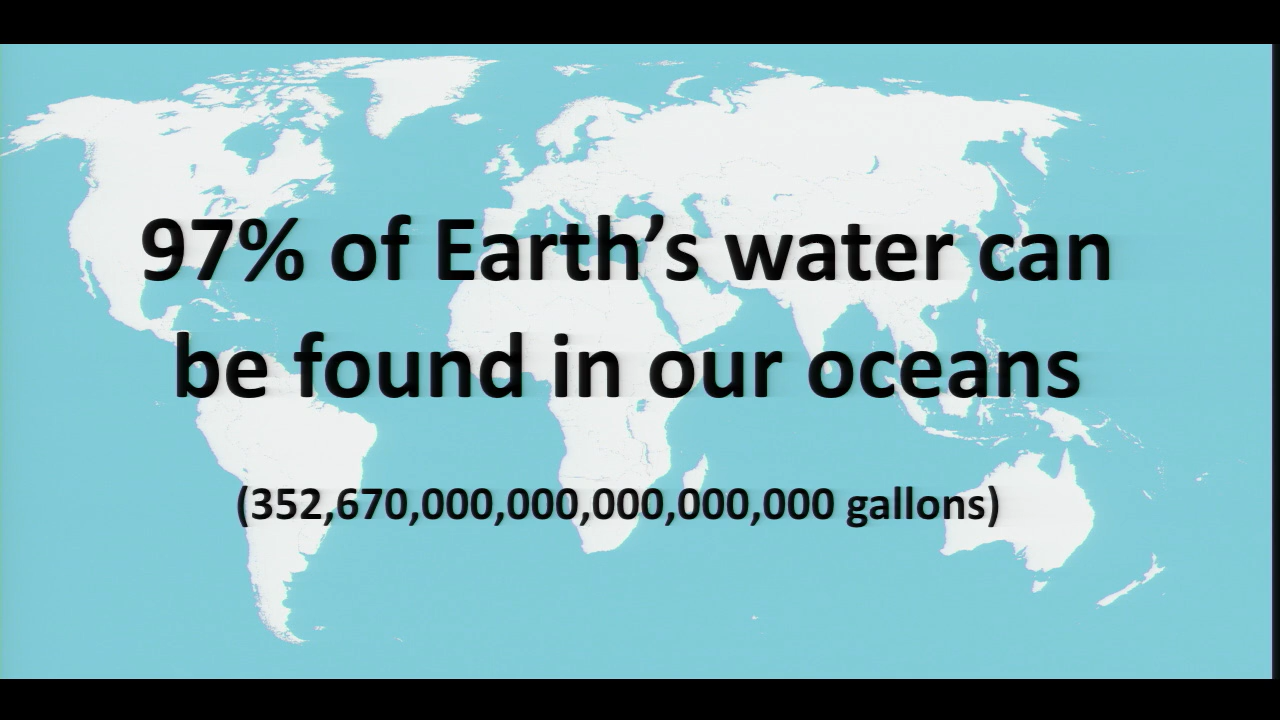 97% of Earth’s water can
be found in our oceans
(352,670,000,000,000,000,000 gallons)